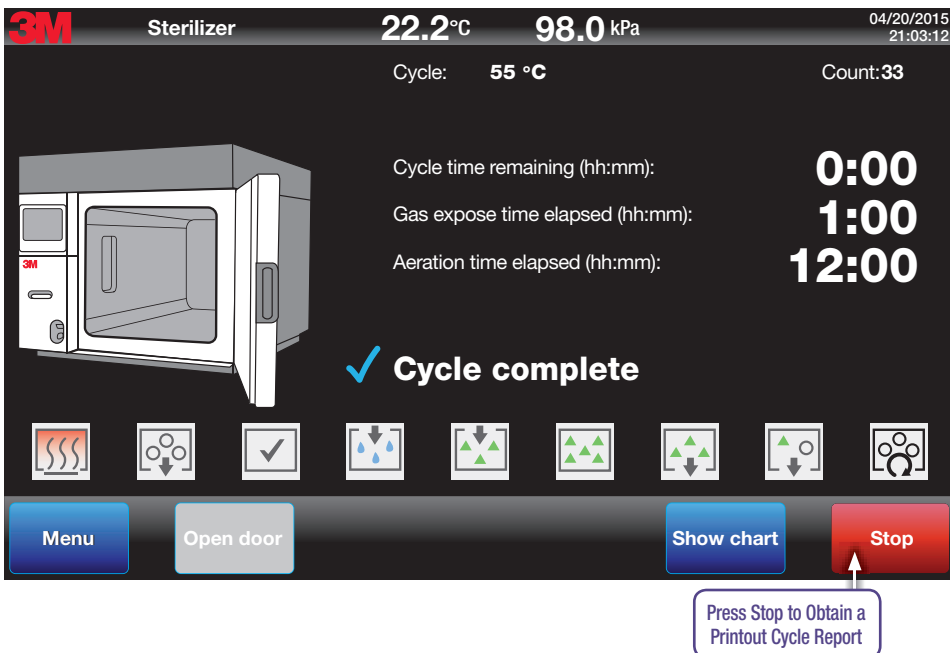 3M Sterilizer 22.2°C 98.0 kPa 04/20/2015
21:03:12
Cycle: 55 °C Count:33
Cycle time remaining (hh:mm): 0:00
Gas expose time elapsed (hh:mm): 1:00
Aeration time elapsed (hh:mm): 12:00
3M
Cycle complete
Menu Open door Show chart Stop
Press Stop to Obtain a
Printout Cycle Report